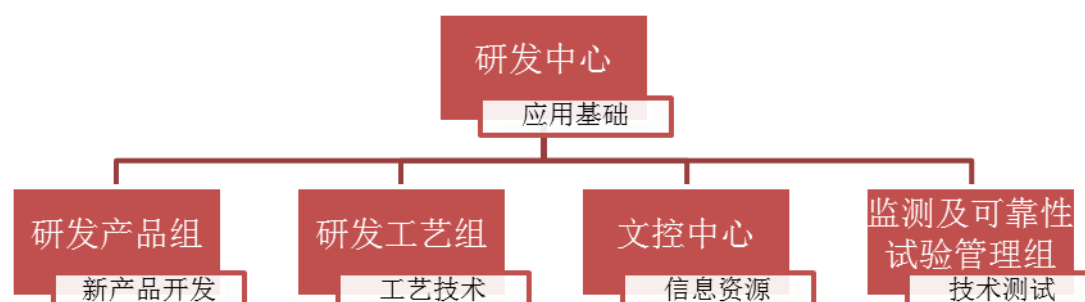 研发中心
应用基础
研发产品组
新产品开发
研发工艺组
工艺技术
文控中心
信息资源
监测及可靠性
试验管理组
技术测试